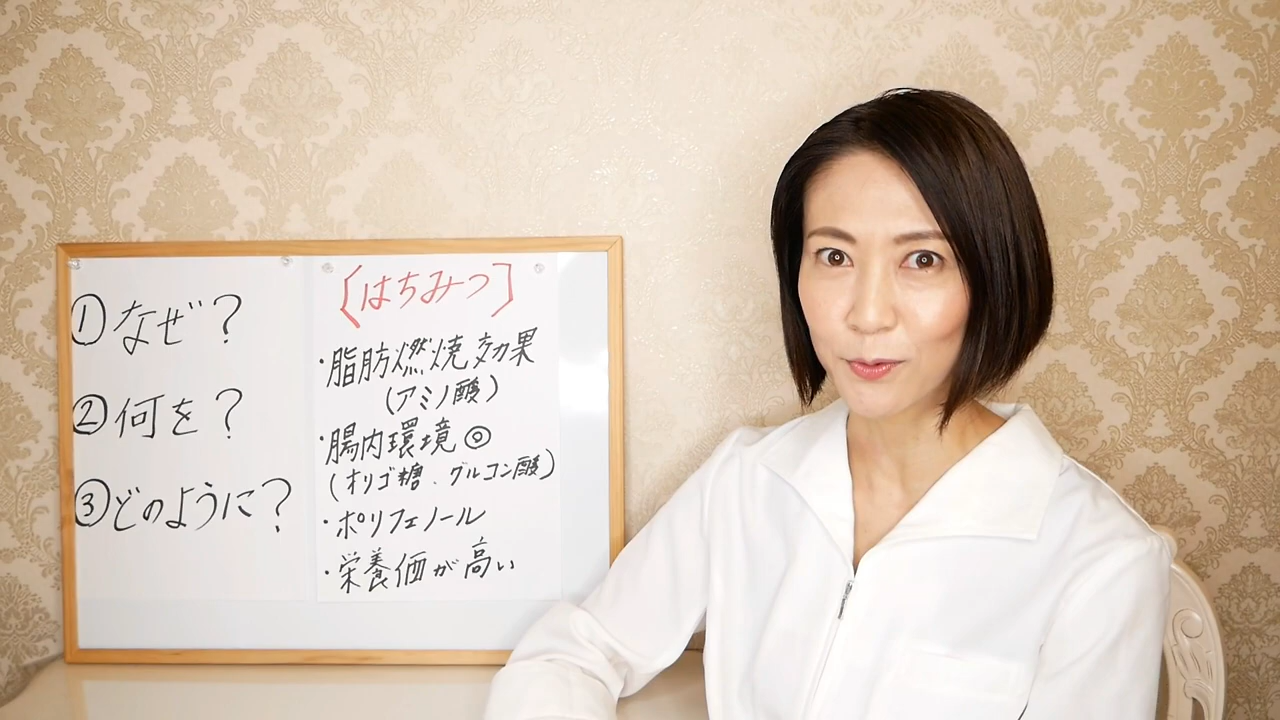 ①なぜ？
②何を？
③どのように？
[はちみつ]
・脂肪燃焼効果
(アミノ酸)
・腸内環境◎
(オリゴ糖、グルコン酸)
・ポリフェノール
・栄養価が高い